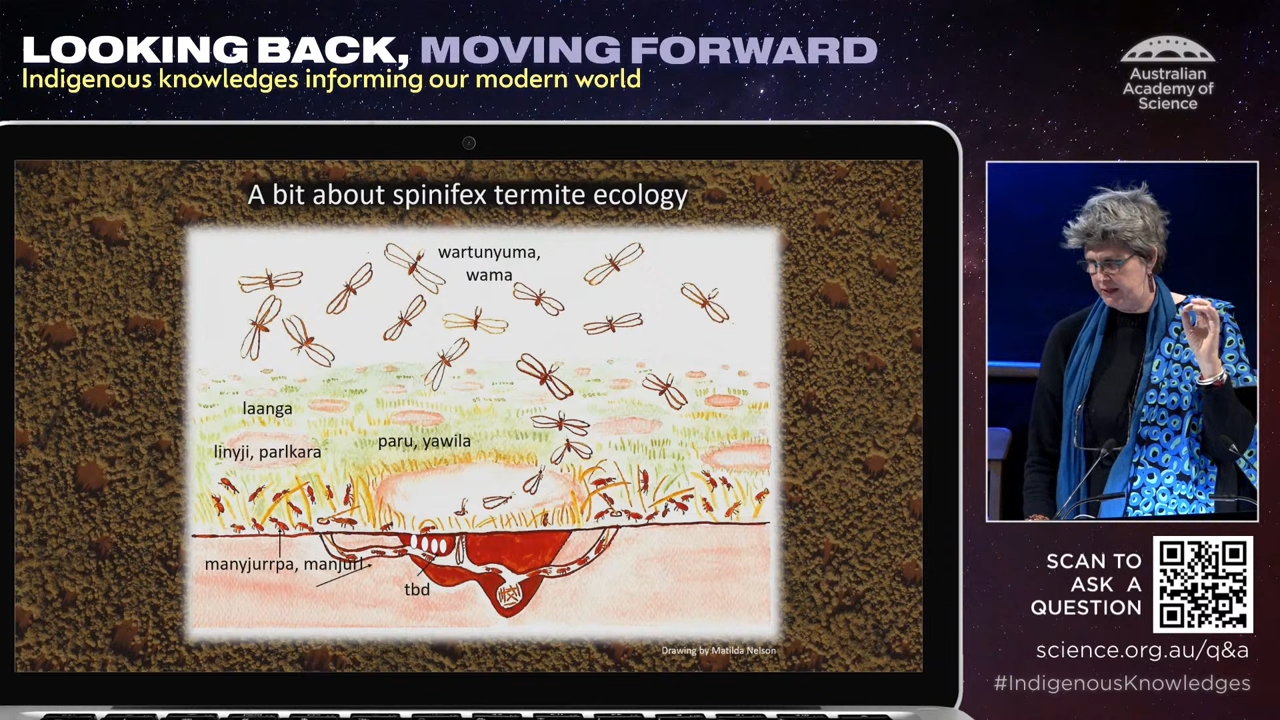 LOOKING BACK, MOVING FORWARD
Indigenous knowledges informing our modern world
Australian
Academy of
Science
A bit about spinifex termite ecology
wartunyuma,
wama
laanga
linyji, parlkara
paru, yawila
manyjurrpa, manjurr
tbd
Drawing by Matilda Nelson
SCAN TO
ASK A
QUESTION
science.org.au/q&a
#IndigenousKnowledges